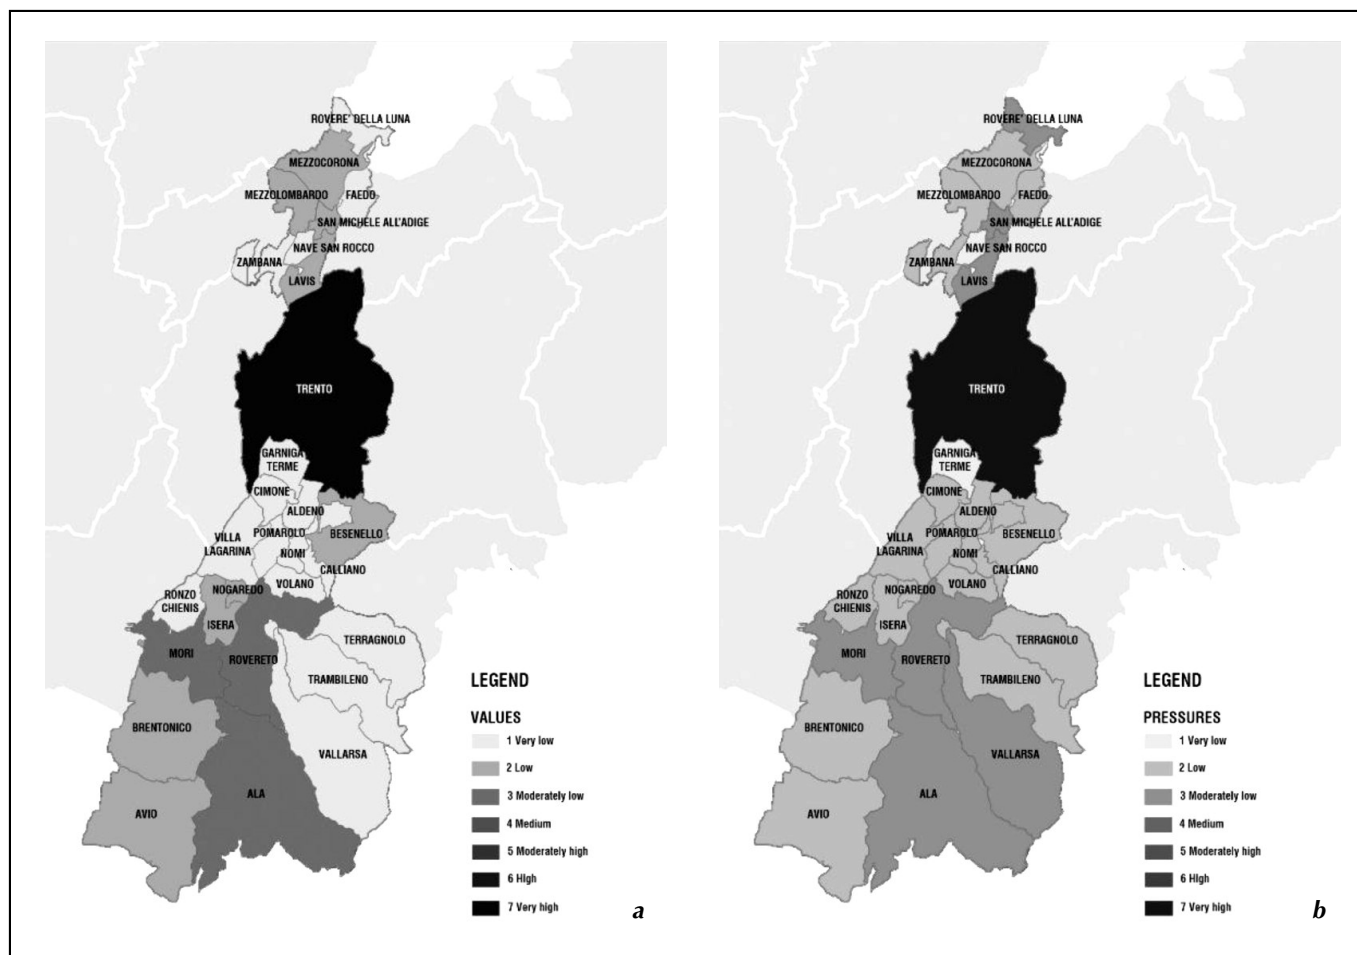 ROVERE' DELLA LUNA
MEZZOCORONA
MEZZOLOMBARDO
FAEDO
SAN MICHELE ALL'ADIGE
NAVE SAN ROCCO
ZAMBANA
LAVIS
TRENTO
GARNIGA
TERME
CIMONE
ALDENO
POMAROLO
BESENELLO
VILLA
LAGARINA
NOMI
CALLIANO
VOLANO
NOGAREDO
RONZO
CHIENIS
ISERA
TERRAGNOLO
MORI
ROVERETO
TRAMBILENO
BRENTONICO
VALLARSA
ALA
AVIO
LEGEND
VALUES
1 Very low
2 Low
3 Moderately low
4 Medium
5 Moderately high
6 HIgh
7 Very high
a
ROVERE' DELLA LUNA
MEZZOCORONA
MEZZOLOMBARDO
FAEDO
SAN MICHELE ALL'ADIGE
NAVE SAN ROCCO
ZAMBANA
LAVIS
TRENTO
GARNIGA
TERME
CIMONE
ALDENO
POMAROLO
BESENELLO
VILLA
LAGARINA
NOMI
CALLIANO
VOLANO
NOGAREDO
RONZO
CHIENIS
ISERA
TERRAGNOLO
MORI
ROVERETO
TRAMBILENO
BRENTONICO
VALLARSA
ALA
AVIO
LEGEND
PRESSURES
1 Very low
2 Low
3 Moderately low
4 Medium
5 Moderately high
6 HIgh
7 Very high
b